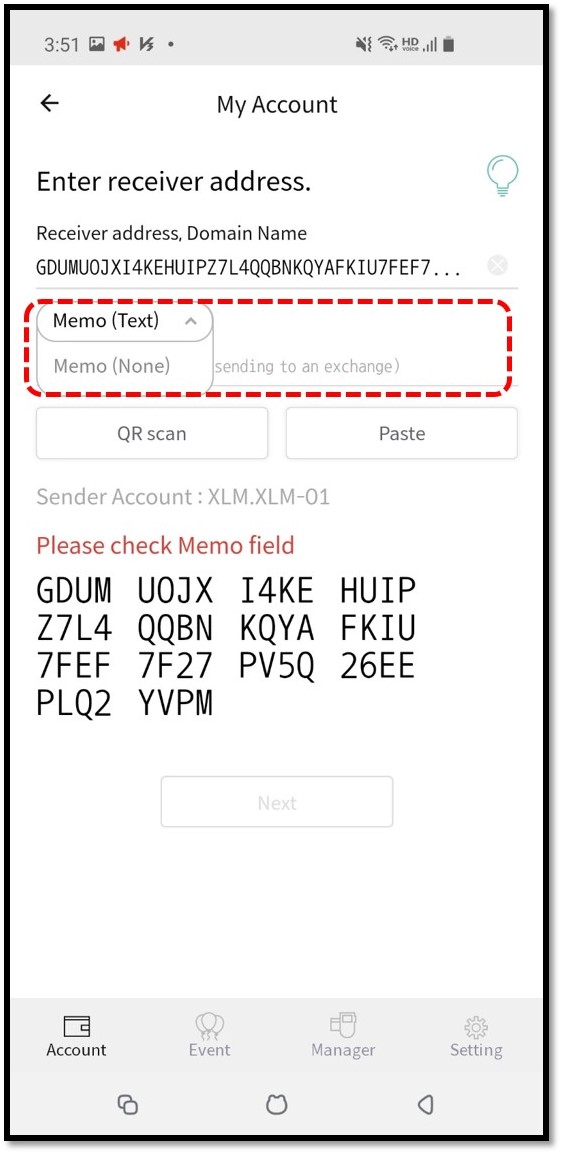 3:51
HD
voice
My Account
Enter receiver address.
Receiver address, Domain Name
GDUMUOJXI4KEHUIPZ7L4QQBNKQYAFKIU7FEF7...
Memo (Text)
Memo (None) sending to an exchange)
QR scan Paste
Sender Account : XLM.XLM-01
Please check Memo field
GDUM UOJX I4KE HUIP
Z7L4 QQBN KQYA FKIU
7FEF 7F27 PV5Q 26EE
PLQ2 YVPM
Next
Account Event Manager Setting